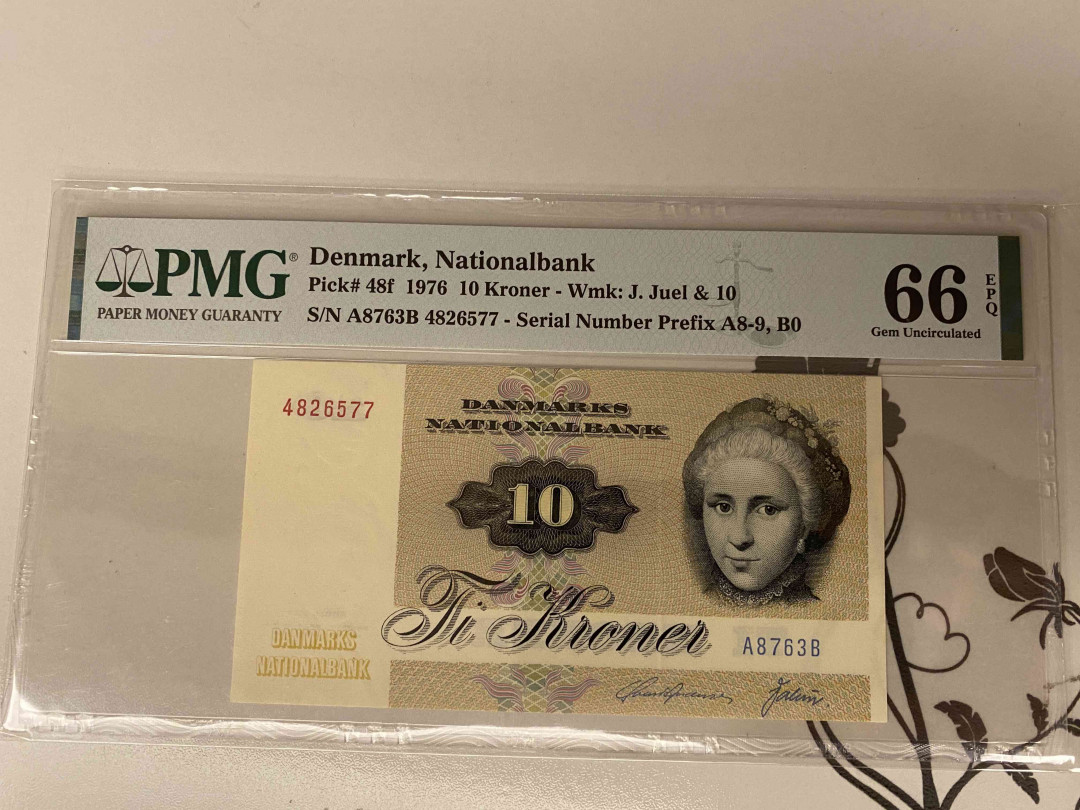 PMG®
PAPER MONEY GUARANTY
Denmark, Nationalbank
Pick# 48f 1976 10 Kroner - Wmk: J. Juel & 10
S/N A8763B 4826577 - Serial Number Prefix A8-9, B0
66
Gem Uncirculated
EPQ
4826577
DANMARKS
NATIONALBANK
10
Ti Kroner
A8763B
DANMARKS
NATIONALBANK